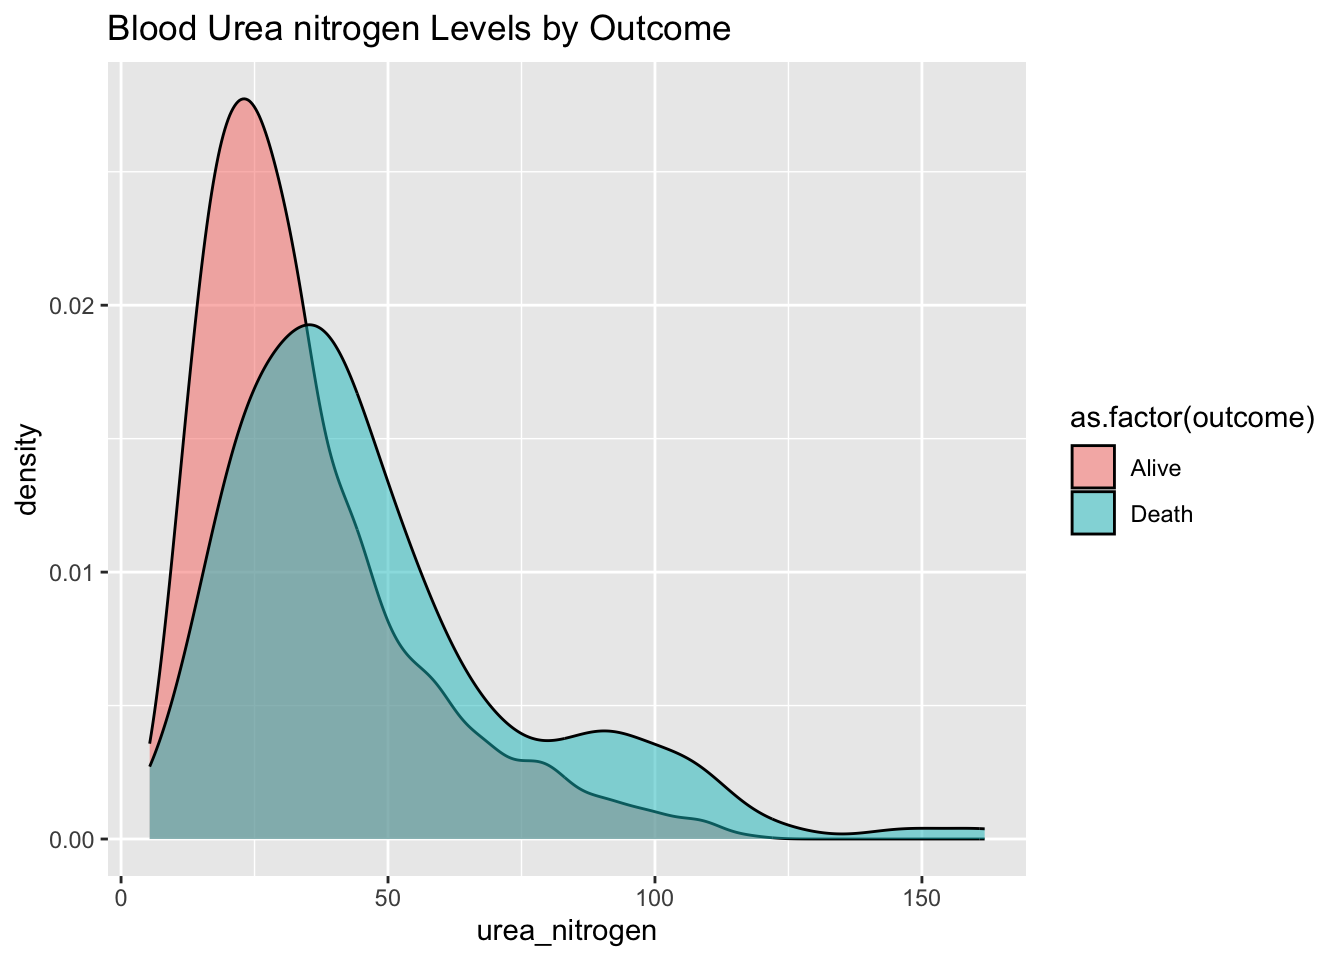 Blood Urea nitrogen Levels by Outcome
density
0.02
0.01
0.00
0 50 100 150
urea_nitrogen
as.factor(outcome)
Alive
Death